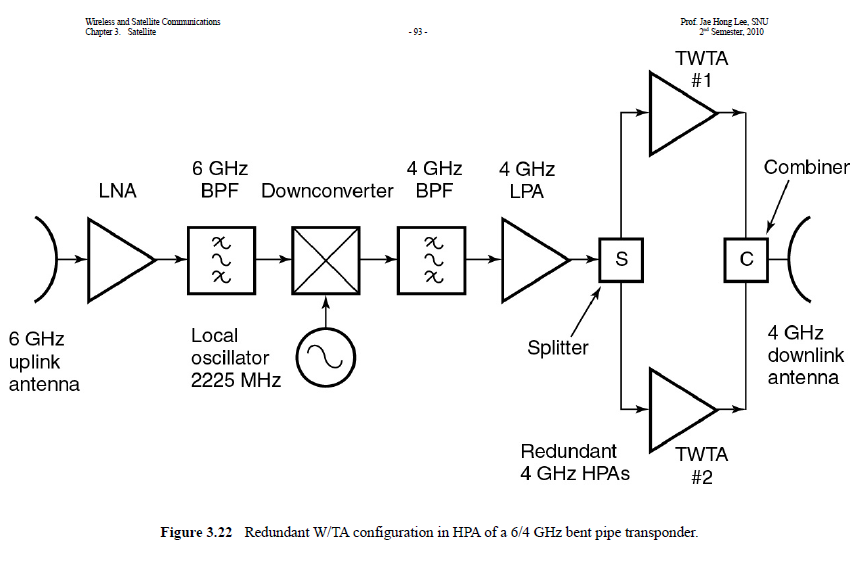 Wireless and Satellite Communications
Chapter 3. Satellite
- 93 -
Prof. Jae Hong Lee, SNU
2nd Semester, 2010
TWTA
#1
6 GHz
BPF
4 GHz
BPF
4 GHz
LPA
Combiner
LNA
Downconverter
S
C
6 GHz
uplink
antenna
Local
oscillator
2225 MHz
Splitter
4 GHz
downlink
antenna
Redundant
4 GHz HPAs
TWTA
#2
Figure 3.22 Redundant W/TA configuration in HPA of a 6/4 GHz bent pipe transponder.